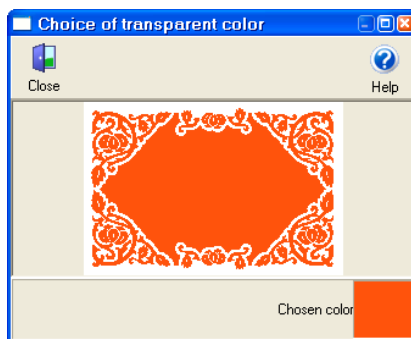 Choice of transparent color
Close
Help
Chosen color